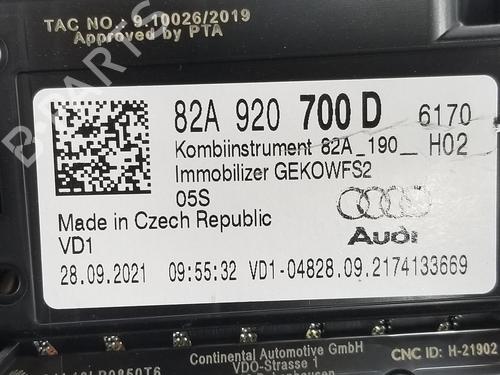 TAC NO.: 9.10026/2019
Approved by PTA
82A 920 700 D 6170
Kombiinstrument 82A_190__ H02
Immobilizer GEKOWFS2
05S
Made in Czech Republic
VD1
Audi
28.09.2021 09:55:32 VD1-04828.09.2174133669
Continental Automotive GmbH
VDO-Strasse 1
CNC ID: H-21902